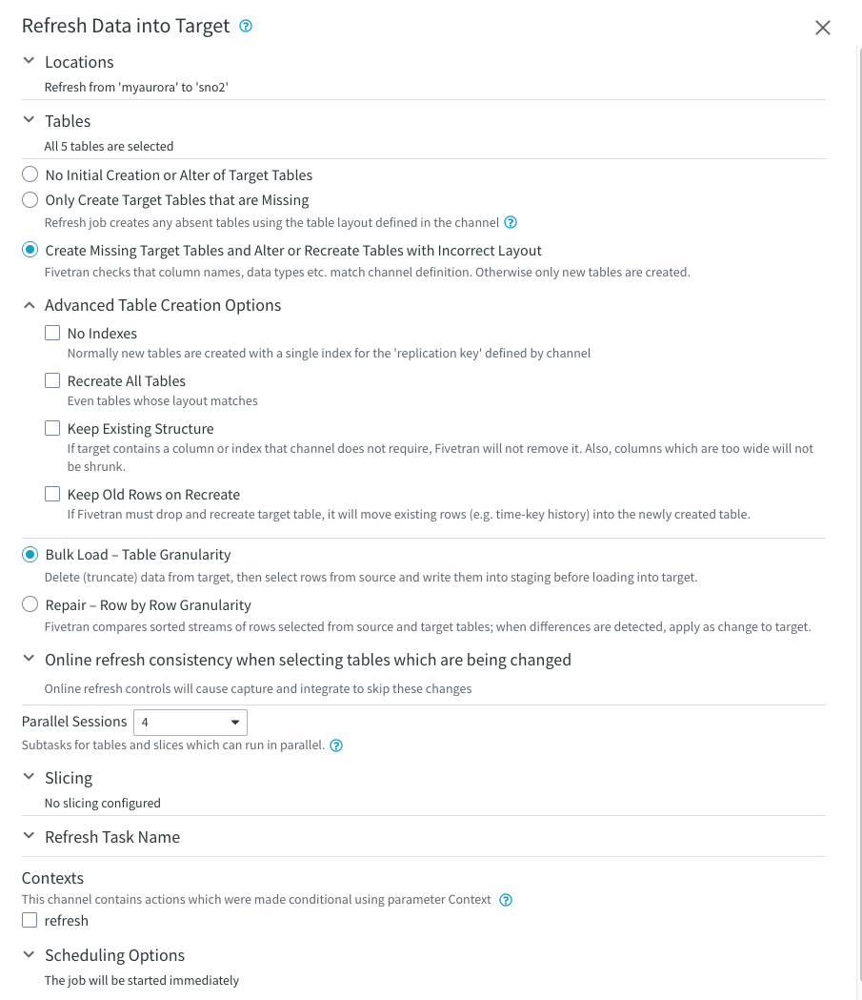 Refresh Data into Target
Locations
Refresh from 'myaurora' to 'sno2'
Tables
All 5 tables are selected
No Initial Creation or Alter of Target Tables
Only Create Target Tables that are Missing
Refresh job creates any absent tables using the table layout defined in the channel
Create Missing Target Tables and Alter or Recreate Tables with Incorrect Layout
Fivetran checks that column names, data types etc. match channel definition. Otherwise only new tables are created.
Advanced Table Creation Options
No Indexes
Normally new tables are created with a single index for the 'replication key' defined by channel
Recreate All Tables
Even tables whose layout matches
Keep Existing Structure
If target contains a column or index that channel does not require, Fivetran will not remove it. Also, columns which are too wide will not
be shrunk.
Keep Old Rows on Recreate
If Fivetran must drop and recreate target table, it will move existing rows (e.g. time-key history) into the newly created table.
Bulk Load – Table Granularity
Delete (truncate) data from target, then select rows from source and write them into staging before loading into target.
Repair – Row by Row Granularity
Fivetran compares sorted streams of rows selected from source and target tables; when differences are detected, apply as change to target.
Online refresh consistency when selecting tables which are being changed
Online refresh controls will cause capture and integrate to skip these changes
Parallel Sessions 4
Subtasks for tables and slices which can run in parallel.
Slicing
No slicing configured
Refresh Task Name
Contexts
This channel contains actions which were made conditional using parameter Context
refresh
Scheduling Options
The job will be started immediately